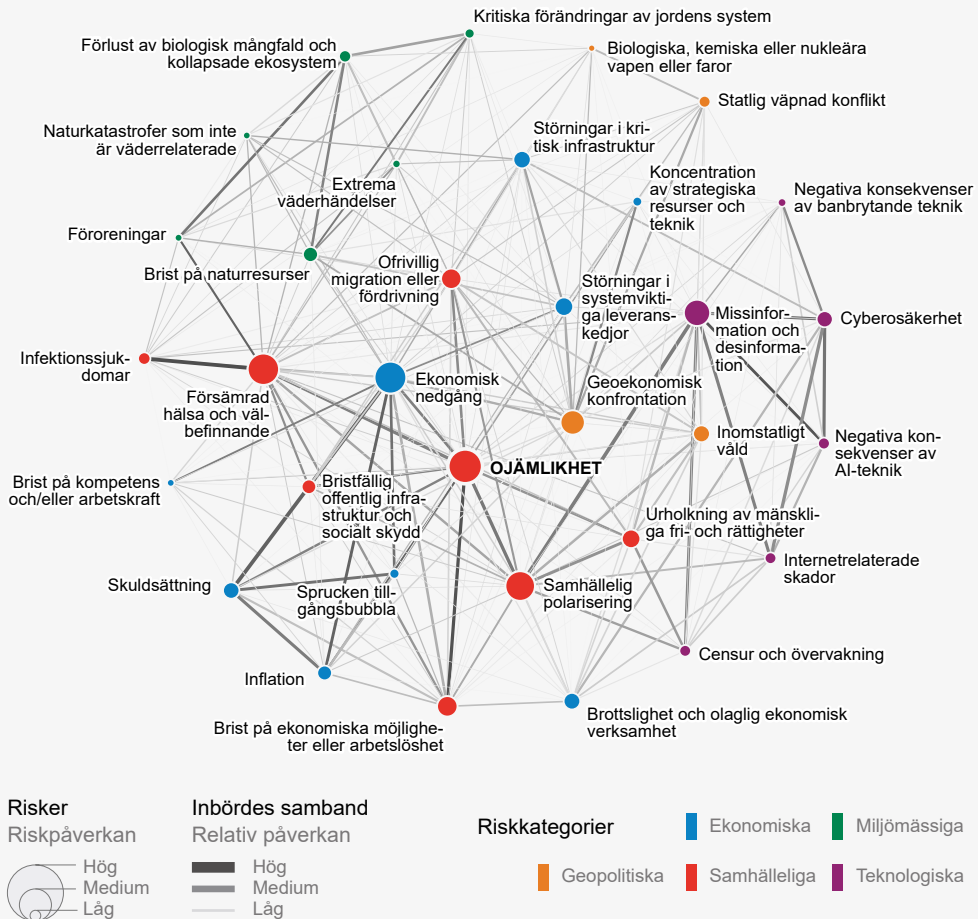 Kritiska förändringar av jordens system
Förlust av biologisk mångfald och
kollapsade ekosystem
Biologiska, kemiska eller nukleära
vapen eller faror
Statlig väpnad konflikt
Naturkatastrofer som inte
är väderrelaterade
Störningar i kri-
tisk infrastruktur
Extrema
väderhändelser
Koncentration
av strategiska
resurser och
teknik
Negativa konsekvenser
av banbrytande teknik
Föroreningar
Brist på naturresurser
Ofrivillig
migration eller
fördrivning
Störningar i
systemvikti-
ga leverans-
kedjor
Missinfor-
mation och
desinforma-
tion
Cyberosäkerhet
Infektionssjuk-
domar
Försämrad
hälsa och väl-
befinnande
Ekonomisk
nedgång
Geoekonomisk
konfrontation
Inomstatligt
våld
Negativa kon-
sekvenser av
AI-teknik
OJÄMLIKHET
Brist på kompetens
och/eller arbetskraft
Bristfällig
offentlig infra-
struktur och
socialt skydd
Urholkning av mänskli-
ga fri- och rättigheter
Internetrelaterade
skador
Skuldsättning
Sprucken till-
gångsbubbla
Samhällelig
polarisering
Censur och övervakning
Inflation
Brist på ekonomiska möjlighe-
ter eller arbetslöshet
Brottslighet och olaglig ekonomisk
verksamhet
Risker
Riskpåverkan
Hög
Medium
Låg
Inbördes samband
Relativ påverkan
Hög
Medium
Låg
Riskkategorier
Ekonomiska
Miljömässiga
Geopolitiska
Samhälleliga
Teknologiska